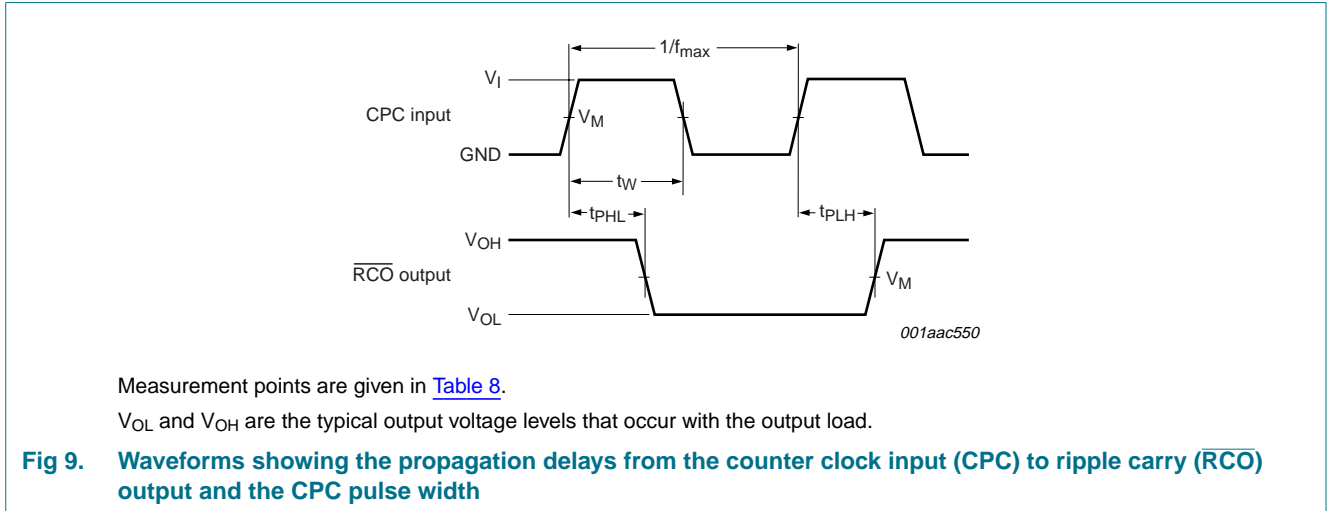 1/fmax
VI
CPC input
VM
GND
tW
tPHL
tPLH
VOH
RCO output
VM
VOL
001aac550
Measurement points are given in Table 8.
VOL and VOH are the typical output voltage levels that occur with the output load.
Fig 9. Waveforms showing the propagation delays from the counter clock input (CPC) to ripple carry (RCO)
output and the CPC pulse width